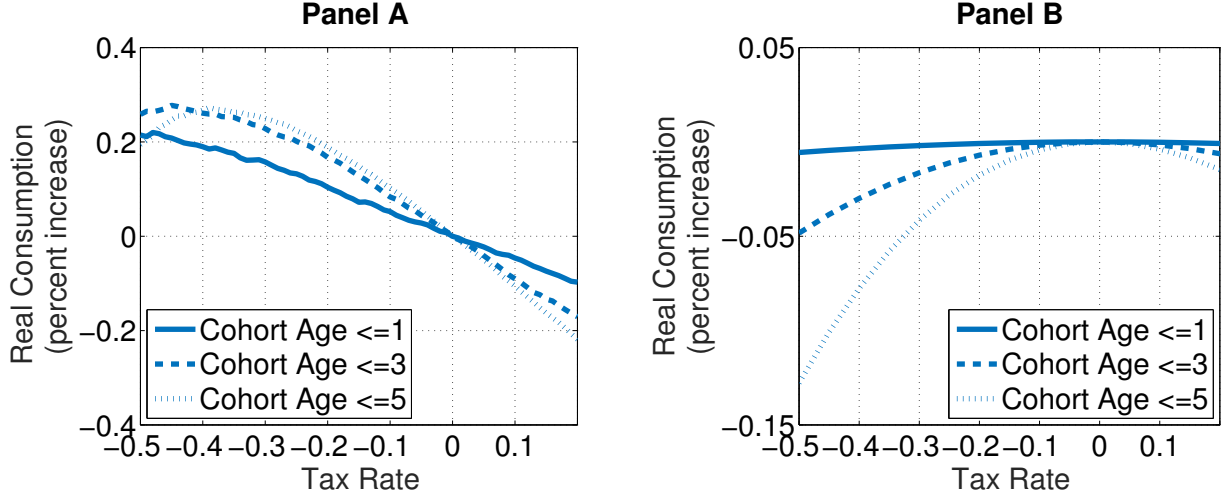 Panel A
0.4
0.2
0
−0.2
−0.4
Real Consumption
(percent increase)
Cohort Age <=1
Cohort Age <=3
Cohort Age <=5
−0.5 −0.4 −0.3 −0.2 −0.1 0 0.1
Tax Rate
Panel B
0.05
−0.05
−0.15
Real Consumption
(percent increase)
Cohort Age <=1
Cohort Age <=3
Cohort Age <=5
−0.5 −0.4 −0.3 −0.2 −0.1 0 0.1
Tax Rate